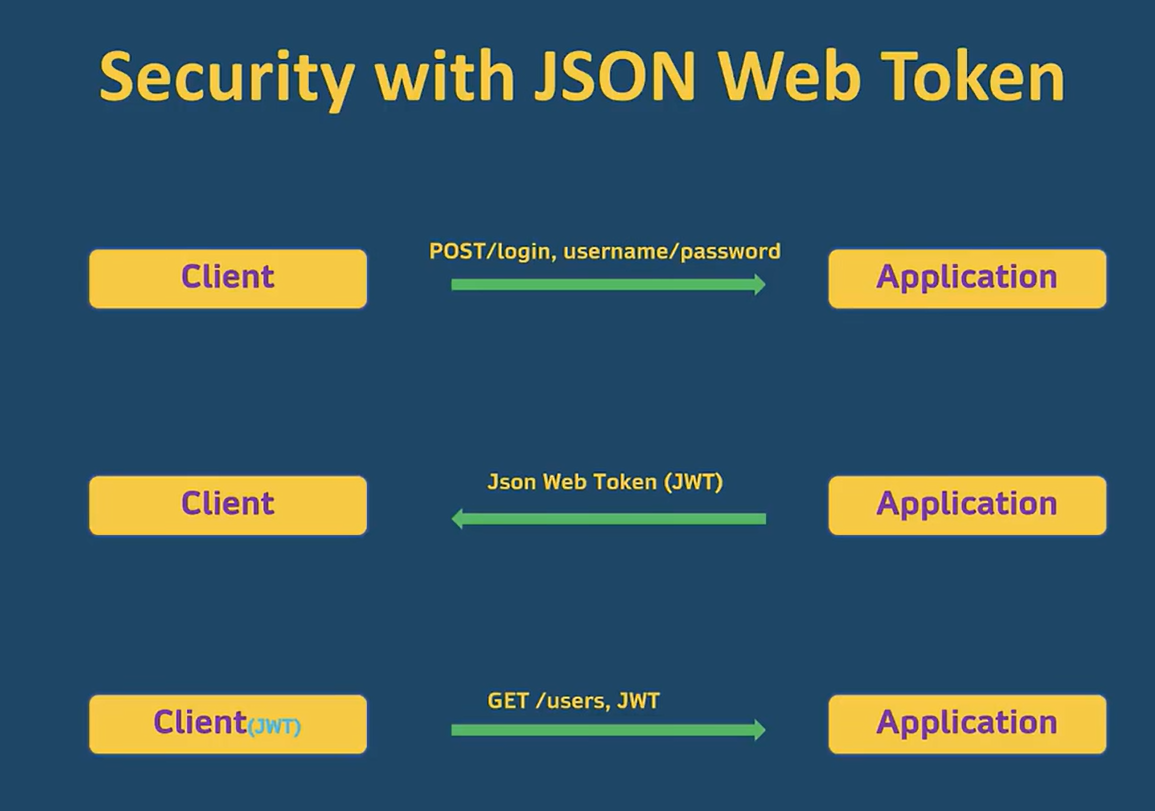 Security with JSON Web Token
POST/login, username/password
Client
Application
Json Web Token (JWT)
Client
Application
GET /users, JWT
Client(JWT)
Application